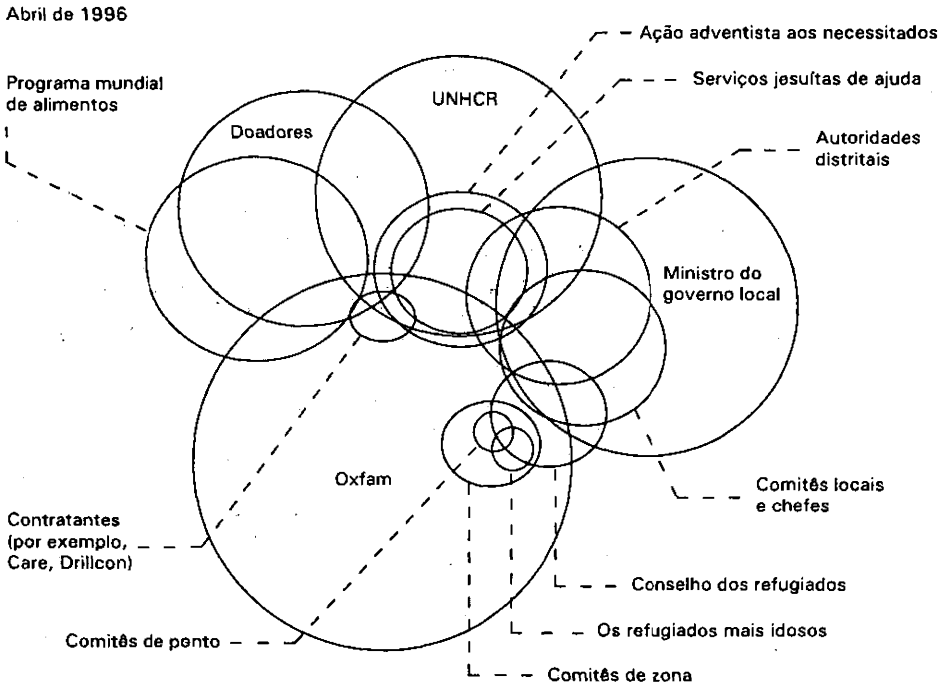 Abril de 1996
Ação adventista aos necessitados
Programa mundial
de alimentos
UNHCR
Serviços jesuítas de ajuda
Doadores
Autoridades
distritais
Ministro do
governo local
Oxfam
Comitês locais
e chefes
Contratantes
(por exemplo,
Care, Drillcon)
Conselho dos refugiados
Comitês de ponto
Os refugiados mais idosos
Comitês de zona